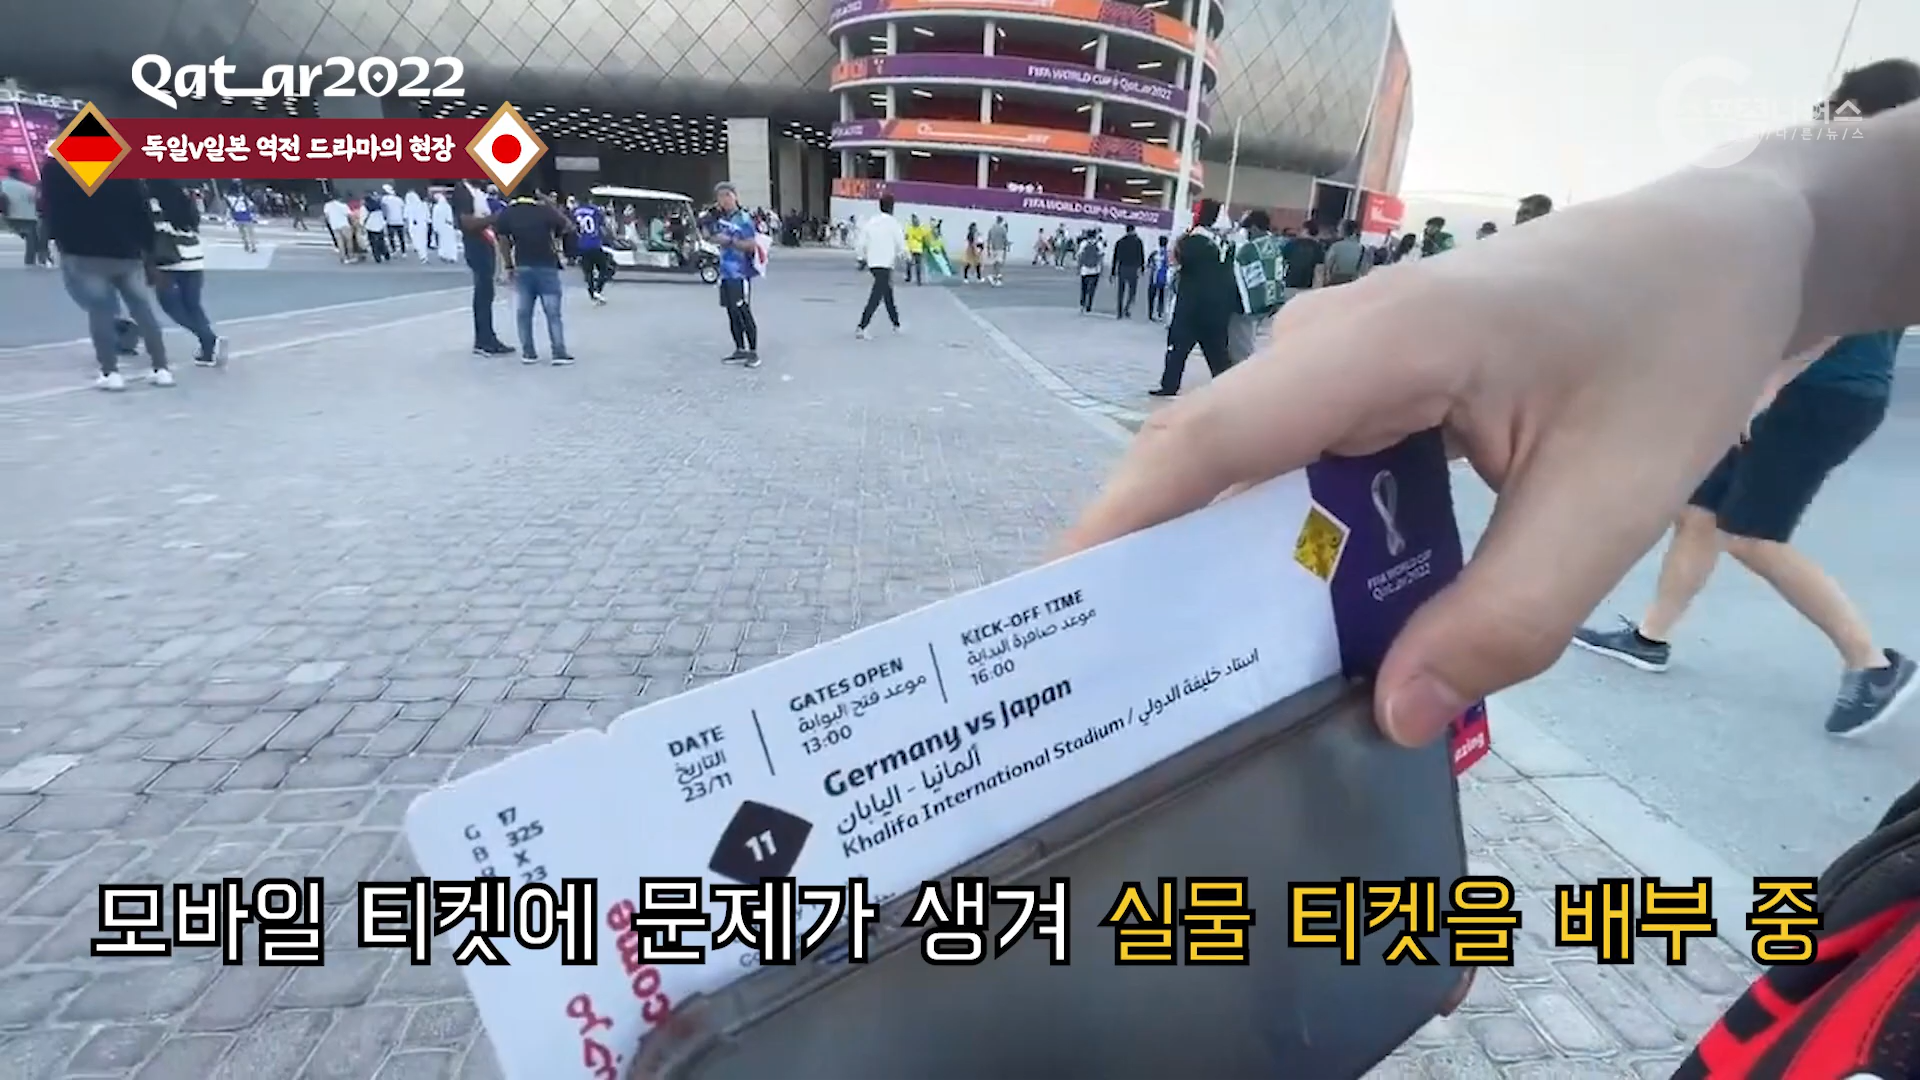 Qatar2022
독일v일본 역전 드라마의 현장
FIFA WORLD CUP Qatar2022
FIFA WORLD CUP Qatar2022
FIFA WORLD CUP
Qatar2022
KICK-OFF TIME
موعد صافرة البداية
16:00
GATES OPEN
موعد فتح البوابة
13:00
DATE
التاريخ
23/11
Germany vs Japan
ألمانيا - اليابان
Khalifa International Stadium / استاد خليفة الدولي
11
G 17
B 325
R X
23
come
모바일 티켓에 문제가 생겨 실물 티켓을 배부 중